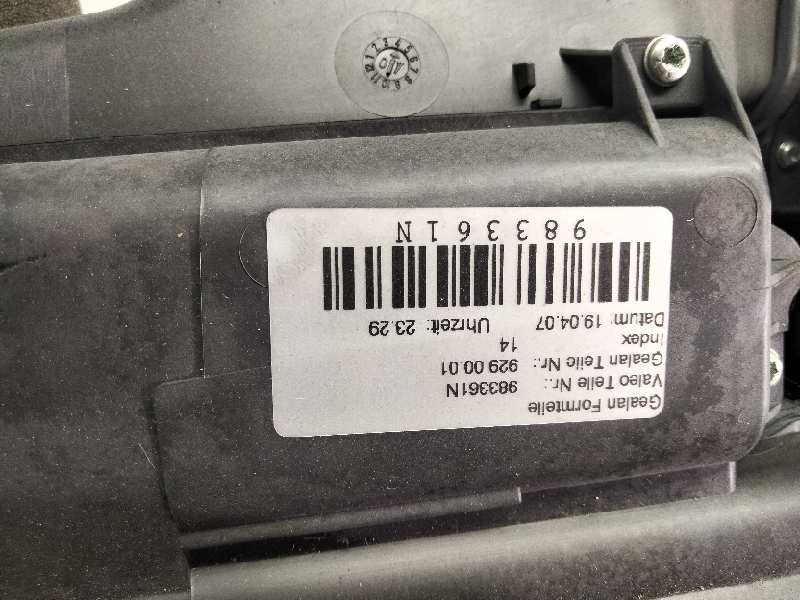 Gealan Formteile
Valeo Teile Nr.: 983361N
Gealan Teile Nr.: 929 00.01
Index 14
Datum: 19.04.07 Uhrzeit: 23.29
983361N